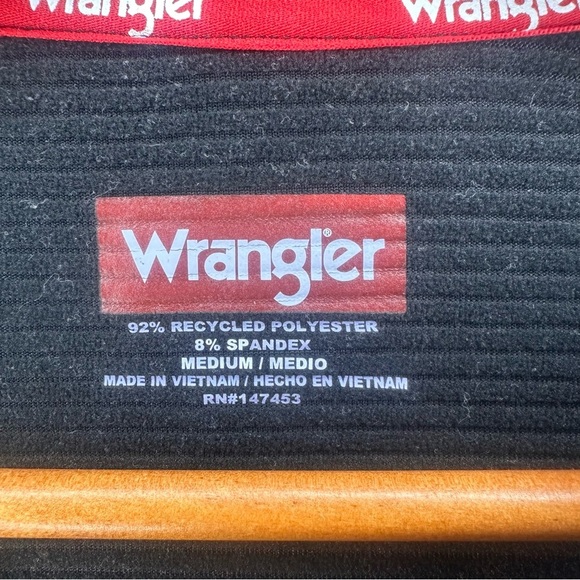 Wrangler Wrangler
Wrangler®
92% RECYCLED POLYESTER
8% SPANDEX
MEDIUM / MEDIO
MADE IN VIETNAM / HECHO EN VIETNAM
RN#147453